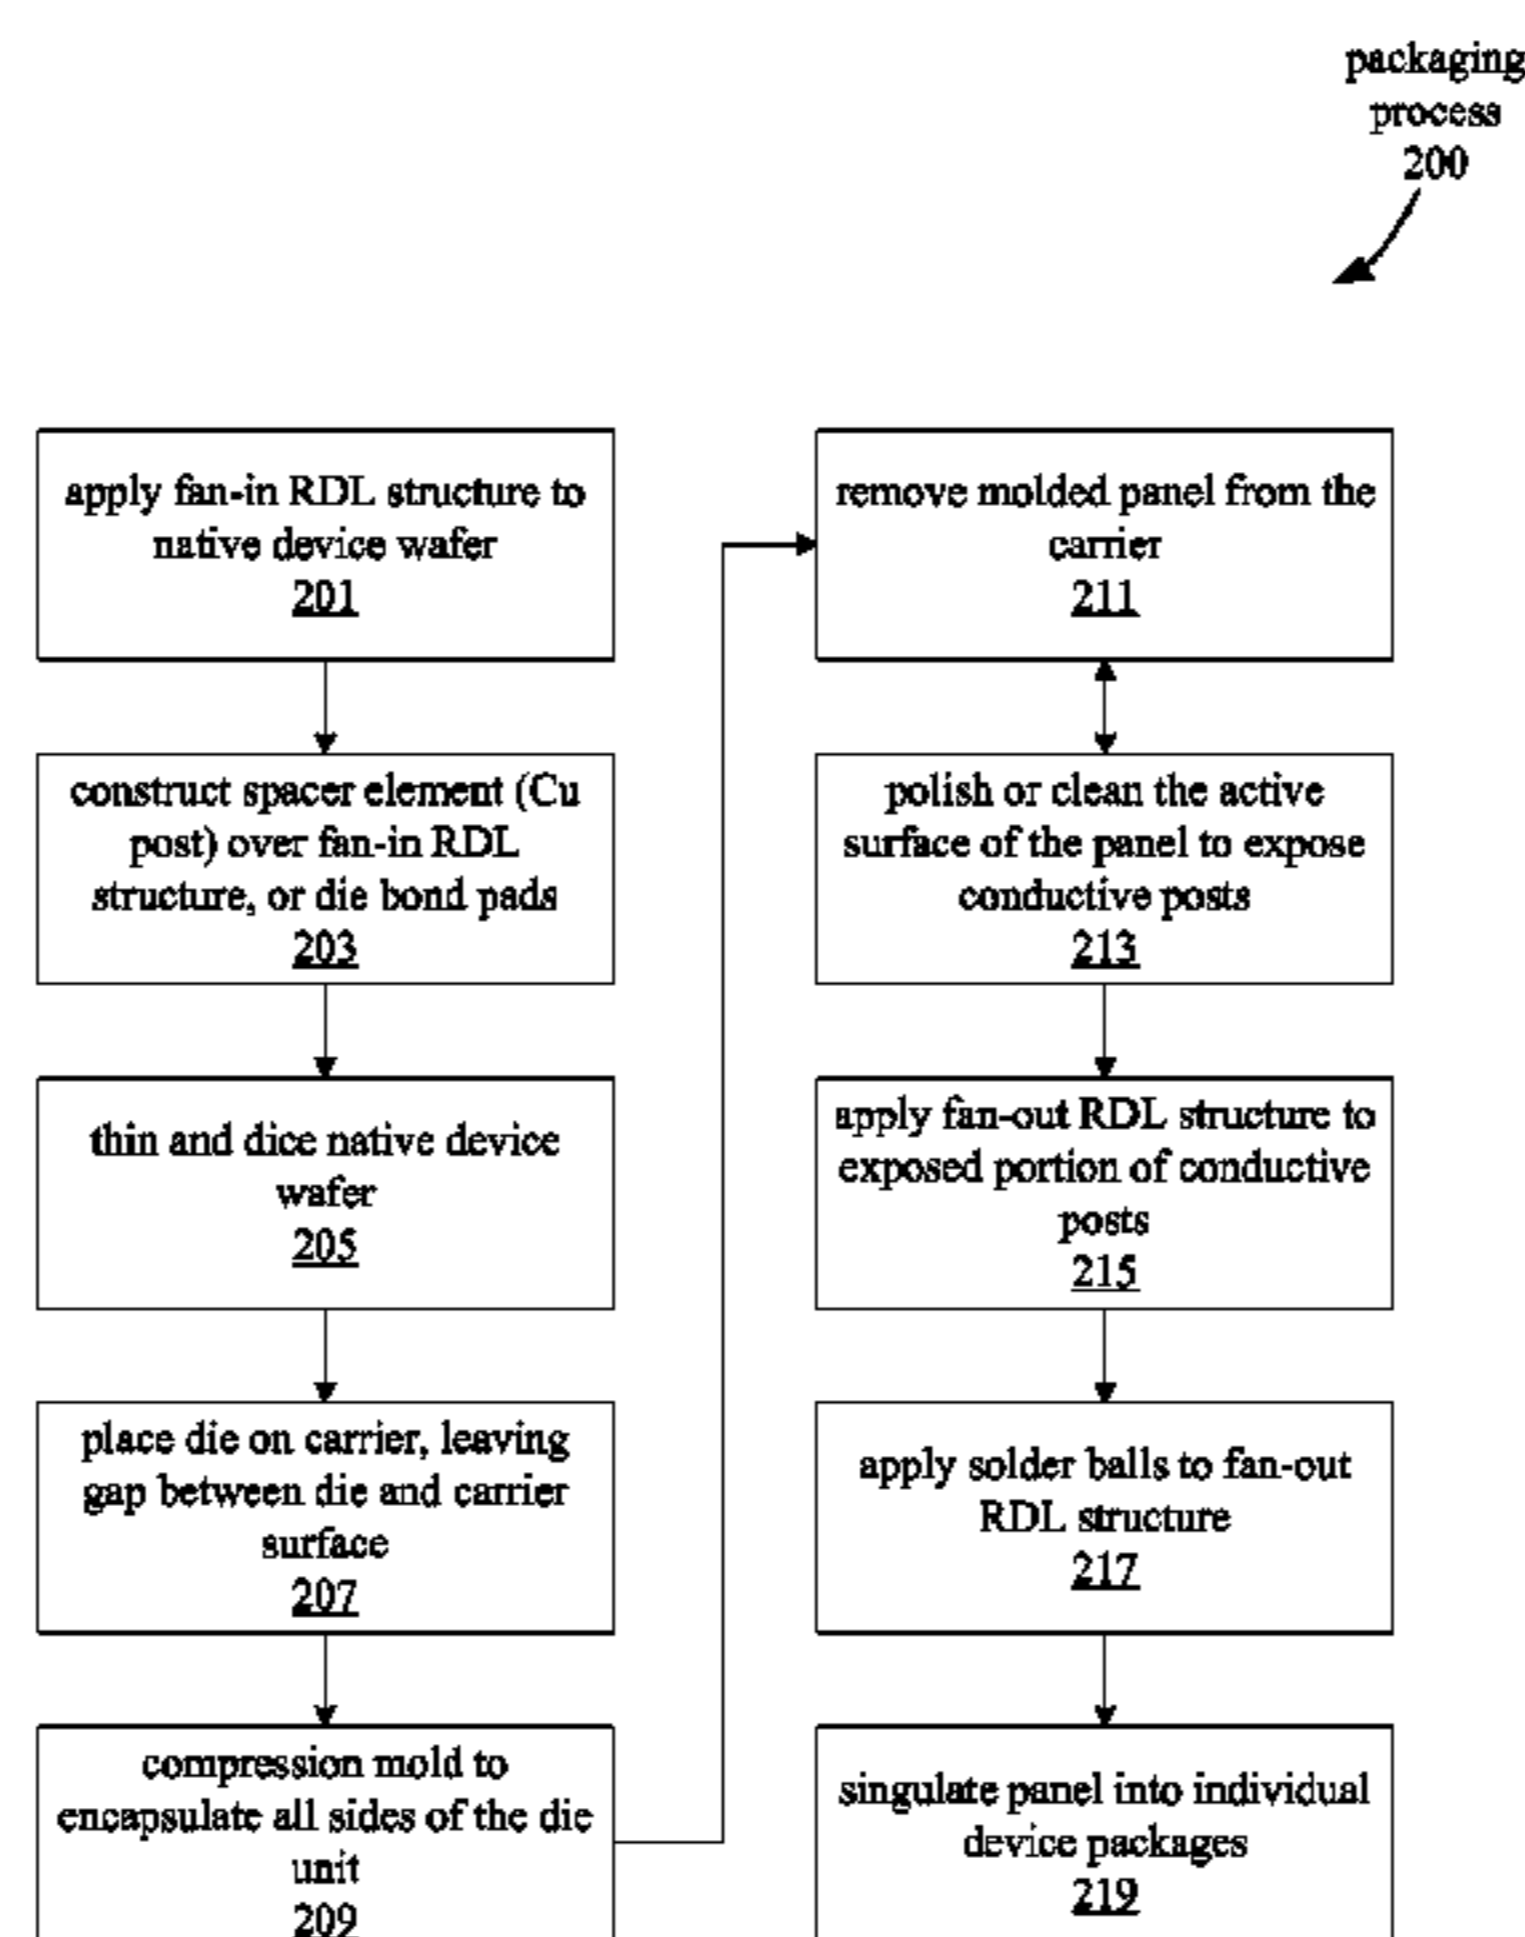 packaging
process
200
apply fan-in RDL structure to
native device wafer
201
construct spacer element (Cu
post) over fan-in RDL
structure, or die bond pads
203
thin and dice native device
wafer
205
place die on carrier, leaving
gap between die and carrier
surface
207
compression mold to
encapsulate all sides of the die
unit
209
remove molded panel from the
carrier
211
polish or clean the active
surface of the panel to expose
conductive posts
213
apply fan-out RDL structure to
exposed portion of conductive
posts
215
apply solder balls to fan-out
RDL structure
217
singulate panel into individual
device packages
219